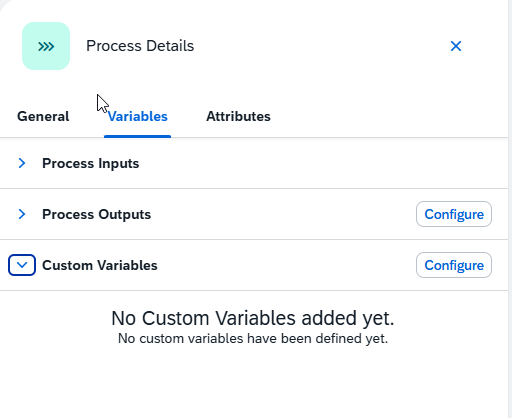 Process Details
General Variables Attributes
Process Inputs
Process Outputs Configure
Custom Variables Configure
No Custom Variables added yet.
No custom variables have been defined yet.